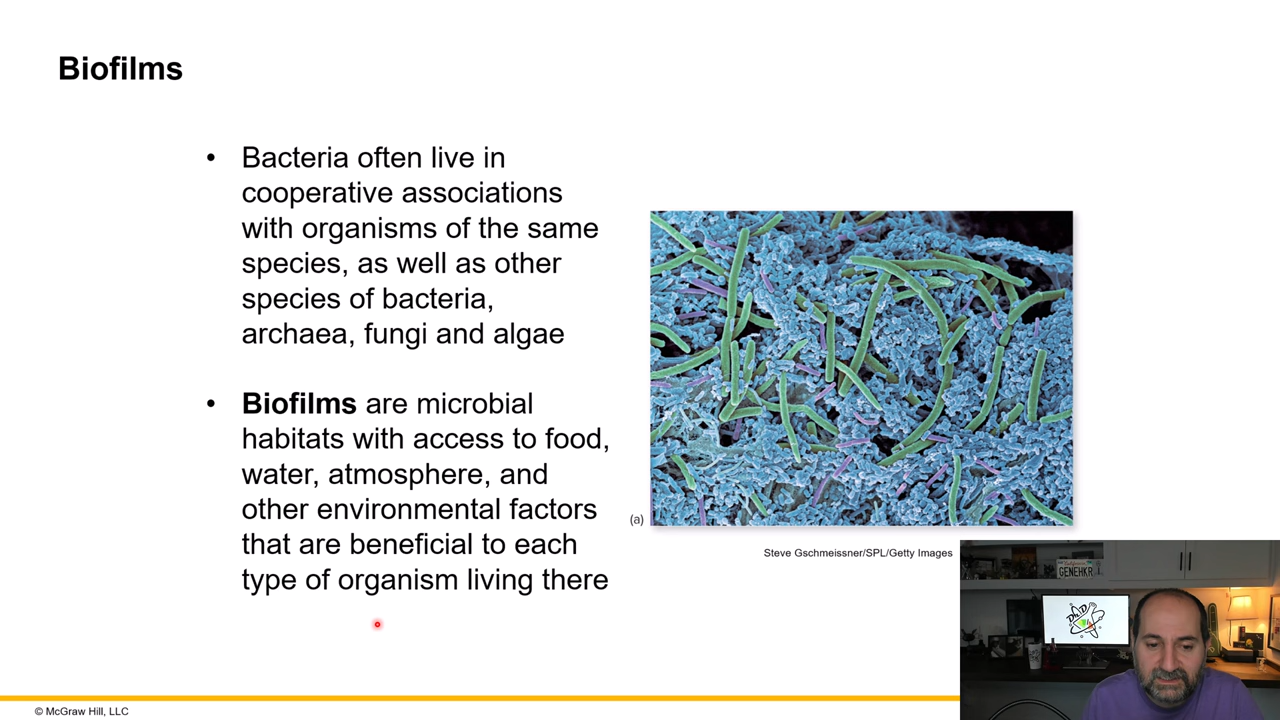 Biofilms
• Bacteria often live in
cooperative associations
with organisms of the same
species, as well as other
species of bacteria,
archaea, fungi and algae
• Biofilms are microbial
habitats with access to food,
water, atmosphere, and
other environmental factors
that are beneficial to each
type of organism living there
(a)
Steve Gschmeissner/SPL/Getty Images
GENEHKR
© McGraw Hill, LLC